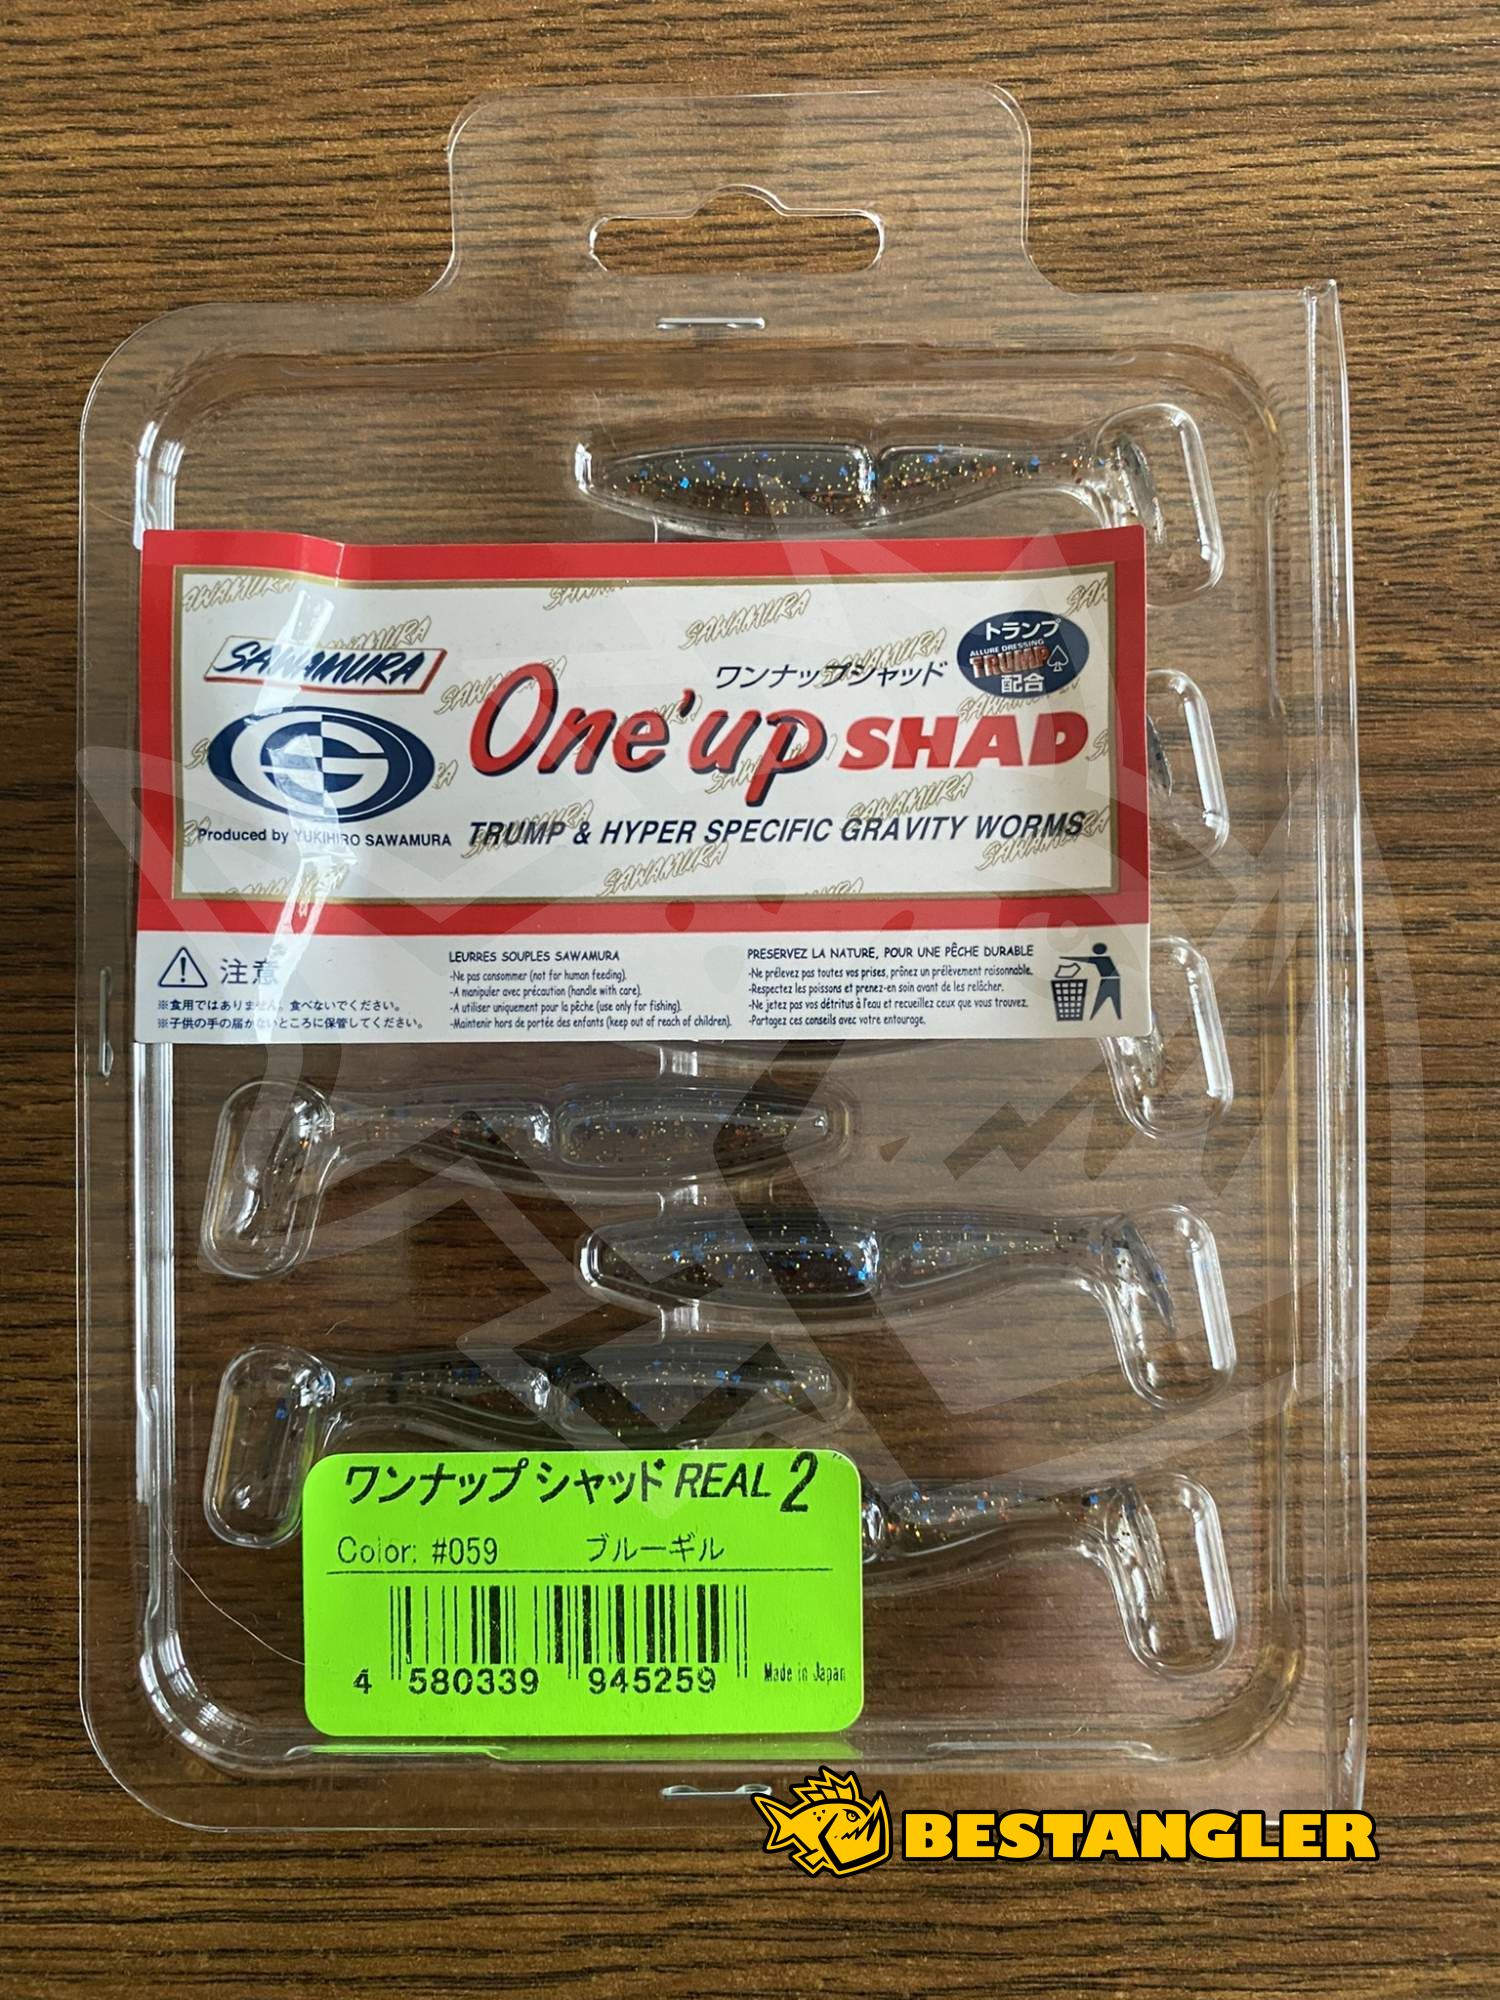 SAWAMURA
ワンナップシャッド
トランプ
ALLURE DRESSING
TRUMP
配合
One'up SHAD
Produced by YUKIHIRO SAWAMURA
TRUMP & HYPER SPECIFIC GRAVITY WORMS
注意
※食用ではありません。食べないでください。
※子供の手の届かないところに保管してください。
LEURRES SOUPLES SAWAMURA
-Ne pas consommer (not for human feeding).
-A manipuler avec précaution (handle with care).
-A utiliser uniquement pour la pêche (use only for fishing).
-Maintenir hors de portée des enfants (keep out of reach of children).
PRESERVEZ LA NATURE, POUR UNE PÊCHE DURABLE
-Ne prélevez pas toutes vos prises, prônez un prélèvement raisonnable.
-Respectez les poissons et prenez-en soin avant de les relâcher.
-Ne jetez pas vos détritus à l'eau et recueillez ceux que vous trouvez.
-Partagez ces conseils avec votre entourage.
ワンナップシャッド REAL 2"
Color: #059 ブルーギル
4 580339 945259
Made in Japan
BESTANGLER